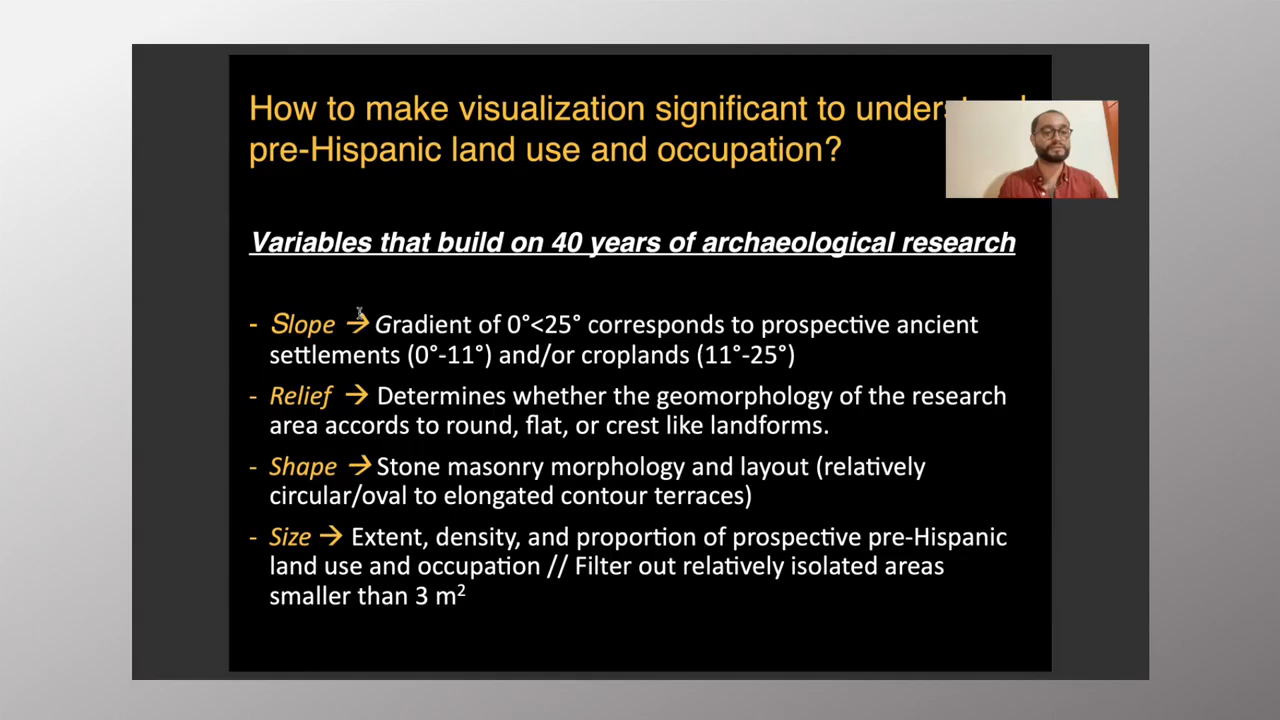 How to make visualization significant to
pre-Hispanic land use and occupation?
Variables that build on 40 years of archaeological research
- Slope → Gradient of 0°<25° corresponds to prospective ancient
settlements (0°-11°) and/or croplands (11°-25°)
- Relief → Determines whether the geomorphology of the research
area accords to round, flat, or crest like landforms.
- Shape → Stone masonry morphology and layout (relatively
circular/oval to elongated contour terraces)
- Size → Extent, density, and proportion of prospective pre-Hispanic
land use and occupation // Filter out relatively isolated areas
smaller than 3 m²